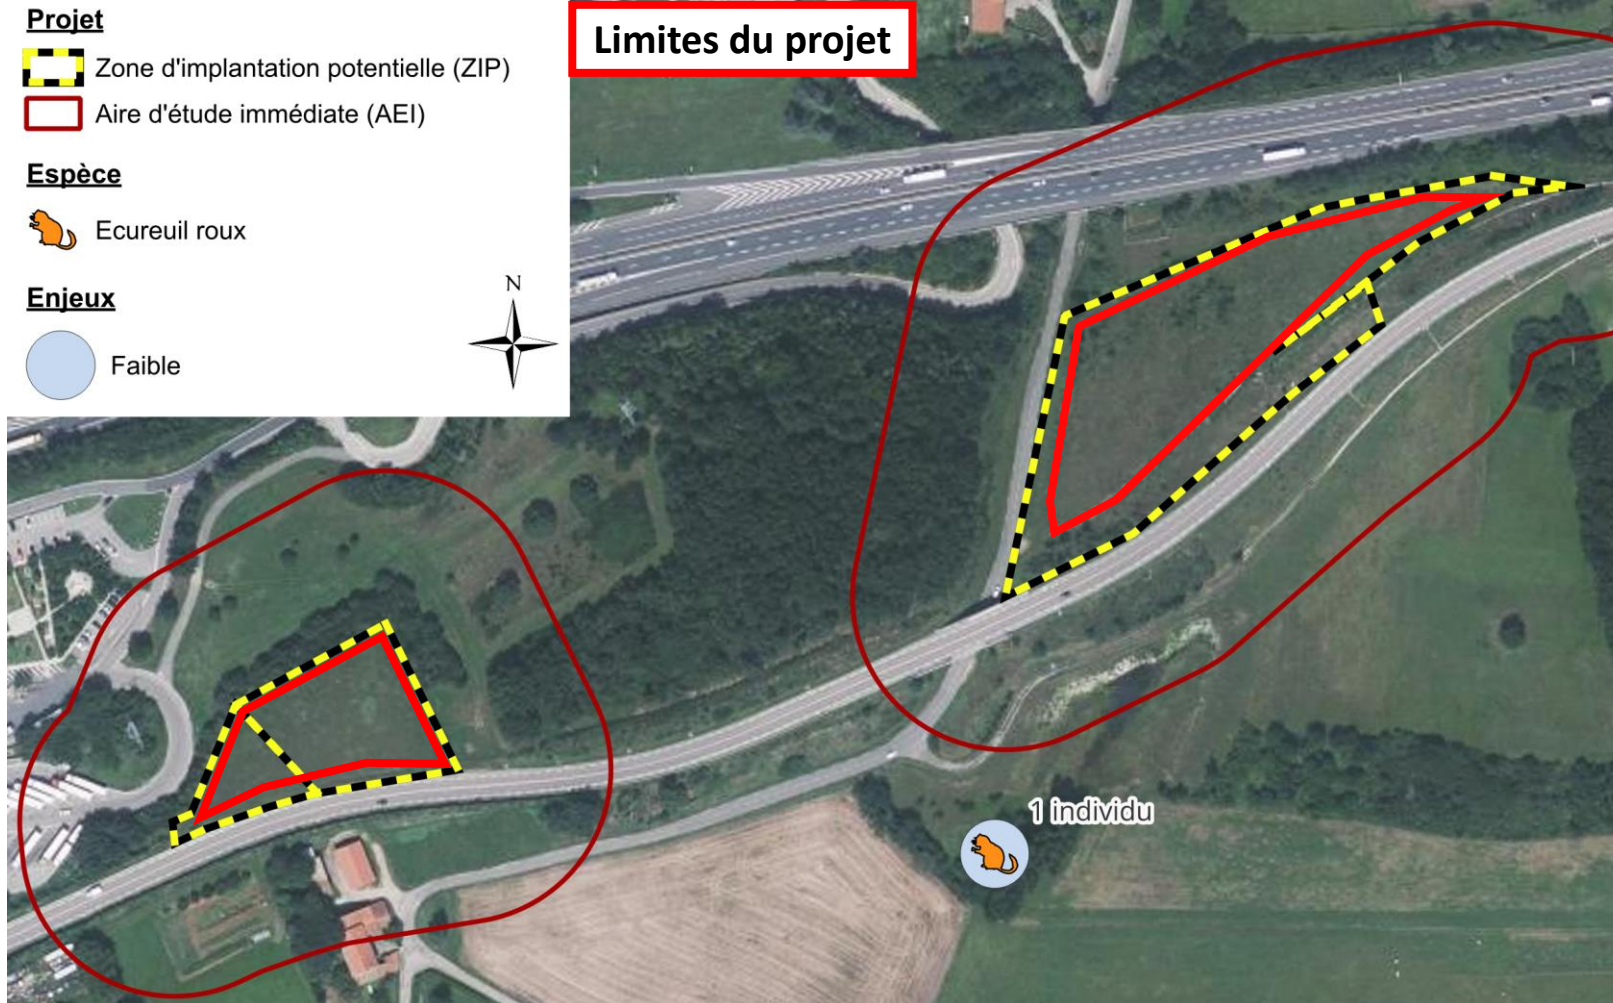 Projet
Zone d'implantation potentielle (ZIP)
Aire d'étude immédiate (AEI)
Espèce
Ecureuil roux
Enjeux
Faible
N
Limites du projet
1 individu